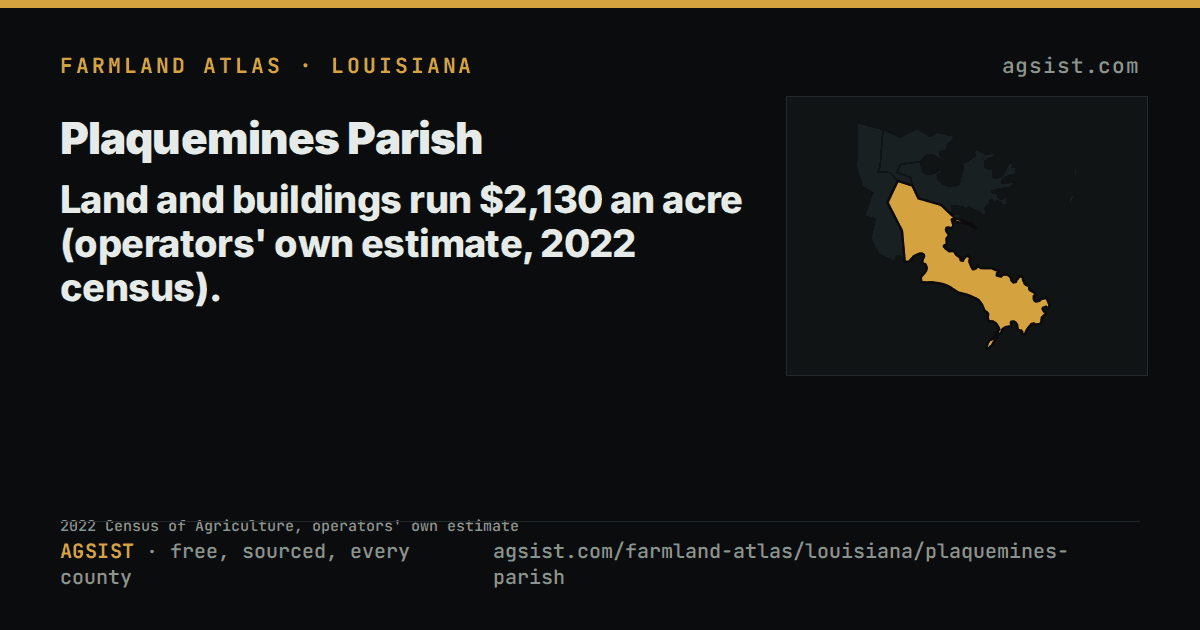 FARMLAND ATLAS · LOUISIANA
agsist.com
Plaquemines Parish
Land and buildings run $2,130 an acre
(operators' own estimate, 2022
census).
2022 Census of Agriculture, operators' own estimate
AGSIST · free, sourced, every
county
agsist.com/farmland-atlas/louisiana/plaquemines-
parish